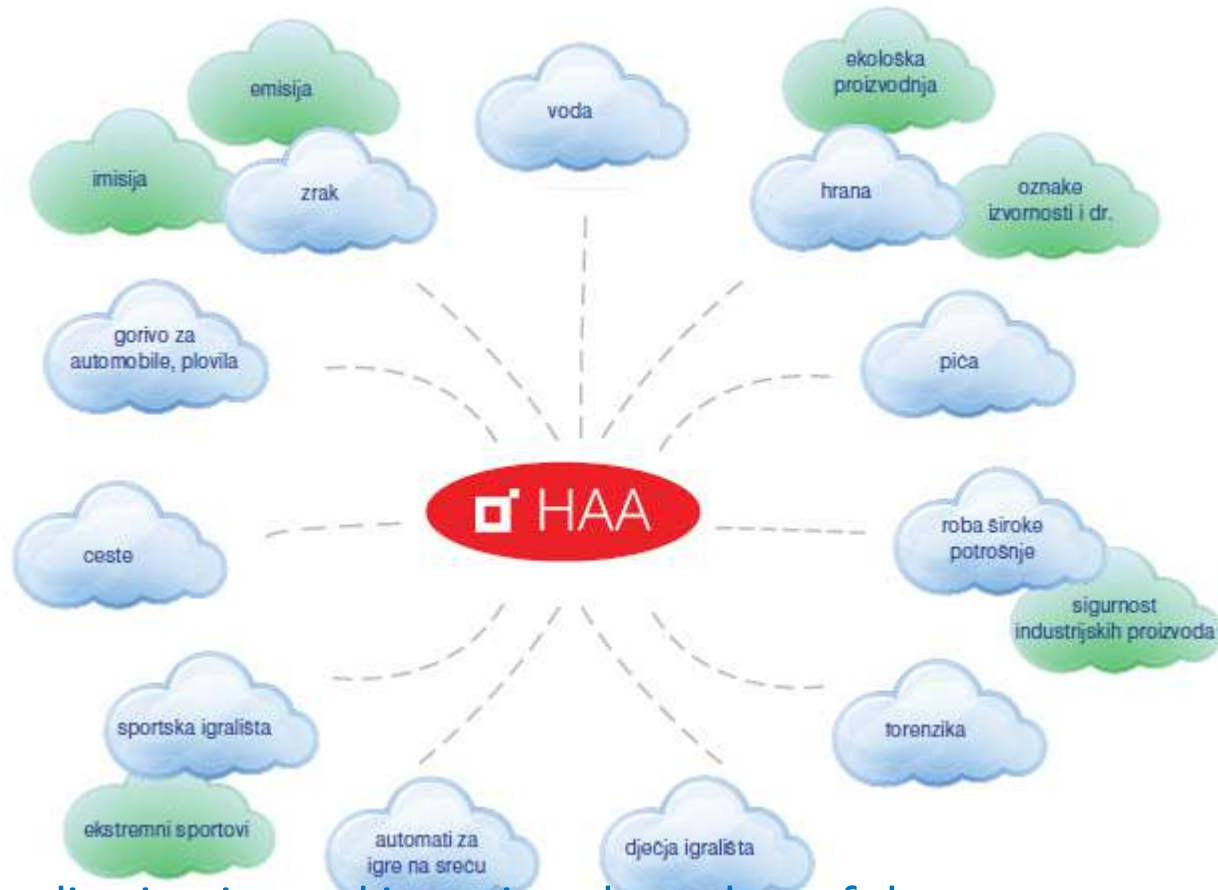 emisija
imisija
zrak
voda
ekološka
proizvodnja
hrana
oznake
izvornosti i dr.
gorivo za
automobile, plovila
pića
HAA
ceste
roba široke
potrošnje
sigurnost
industrijskih proizvoda
sportska igrališta
ekstremni sportovi
forenzika
automati za
igre na sreću
dječja igrališta